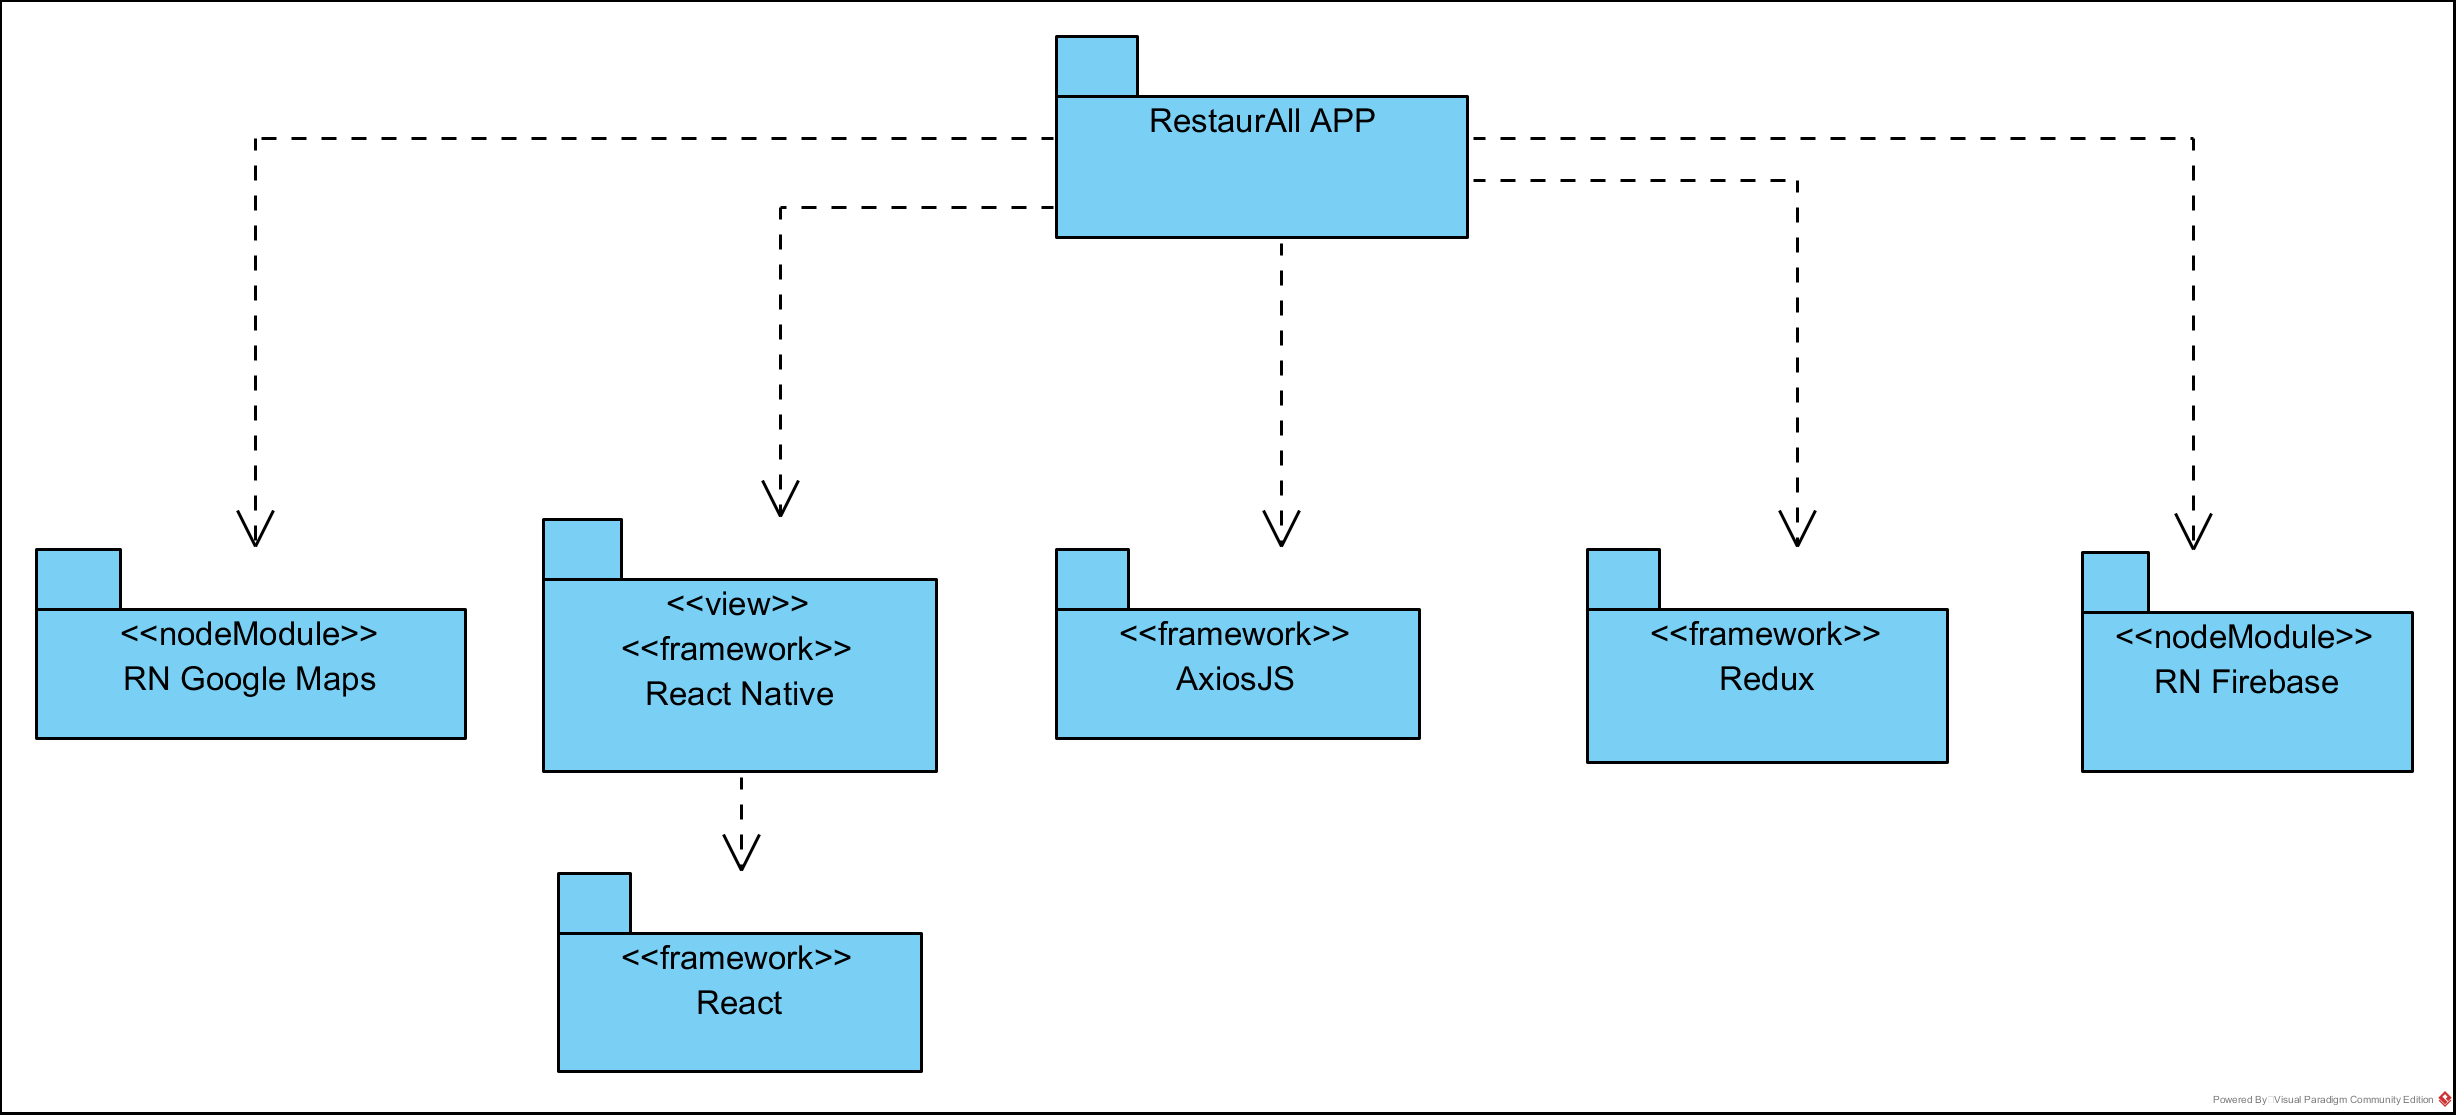 RestaurAll APP
<<nodeModule>>
RN Google Maps
<<view>>
<<framework>>
React Native
<<framework>>
AxiosJS
<<framework>>
Redux
<<nodeModule>>
RN Firebase
<<framework>>
React
Powered By Visual Paradigm Community Edition